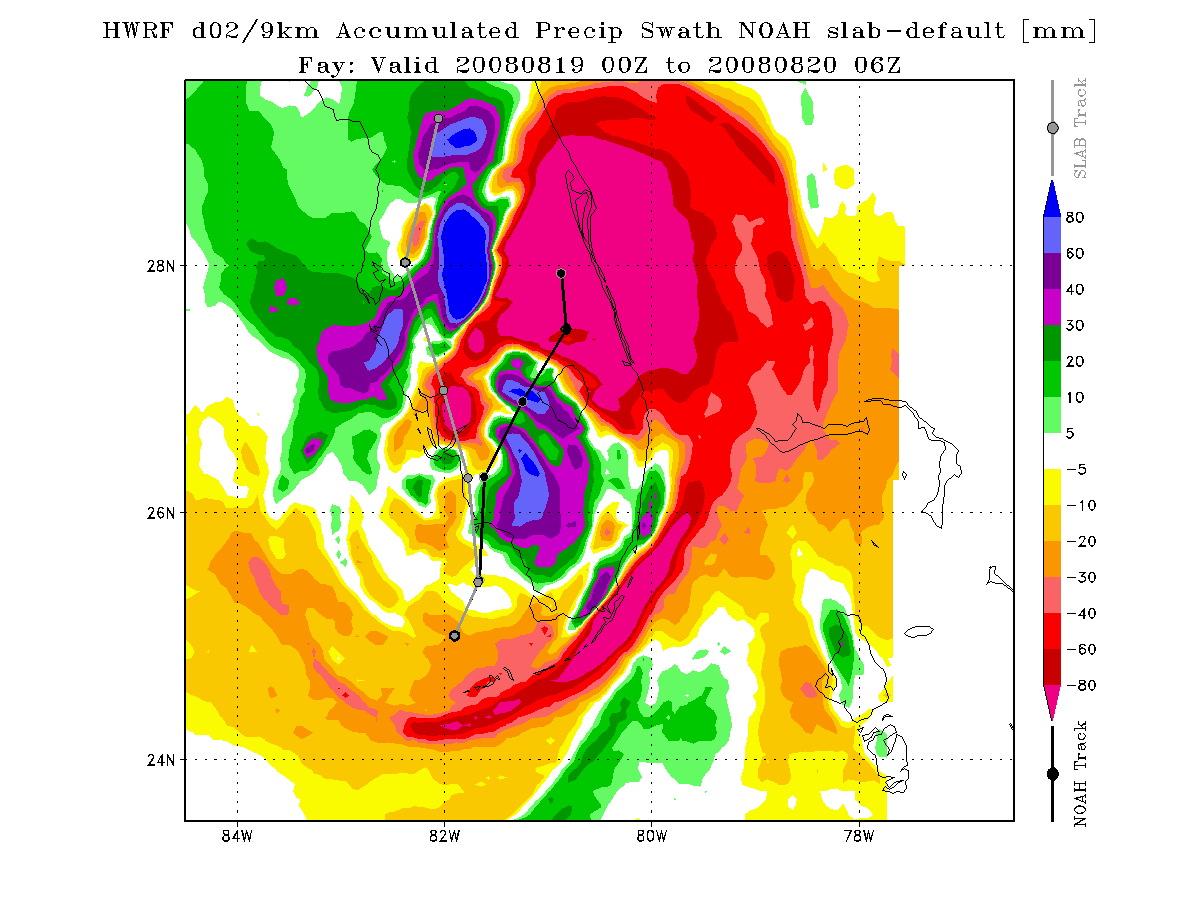 HWRF d02/9km Accumulated Precip Swath NOAH slab-default [mm]
Fay: Valid 20080819 00Z to 20080820 06Z
SLAB Track
80
60
40
30
20
10
5
-5
-10
-20
-30
-40
-60
-80
NOAH Track
28N
26N
24N
84W 82W 80W 78W